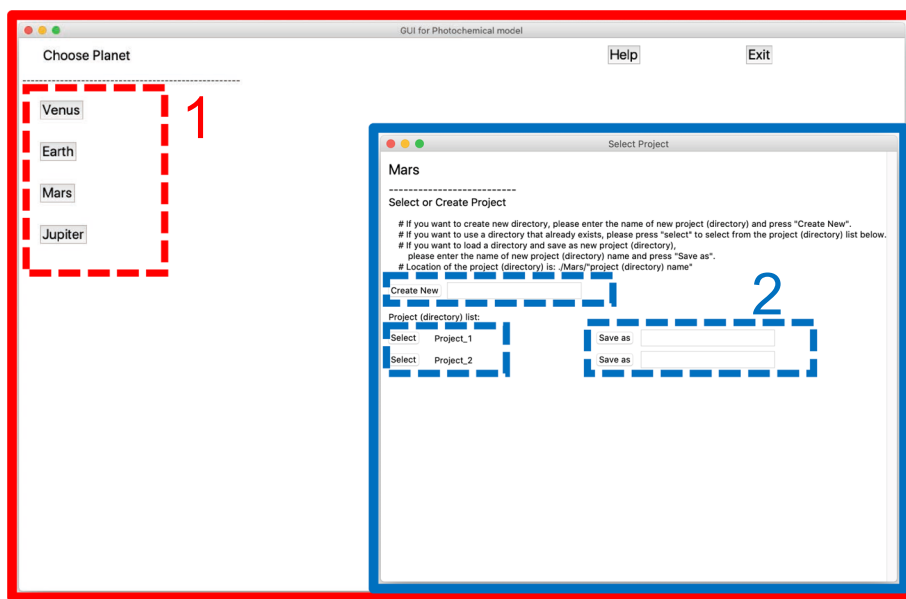 GUI for Photochemical model
Choose Planet
Help
Exit
--------------------------------------------------
Venus
1
Earth
Mars
Jupiter
Select Project
Mars
--------------------------
Select or Create Project
# If you want to create new directory, please enter the name of new project (directory) and press "Create New".
# If you want to use a directory that already exists, please press "select" to select from the project (directory) list below.
# If you want to load a directory and save as new project (directory),
please enter the name of new project (directory) name and press "Save as".
# Location of the project (directory) is: ./Mars/"project (directory) name"
Create New
2
Project (directory) list:
Select Project_1 Save as
Select Project_2 Save as